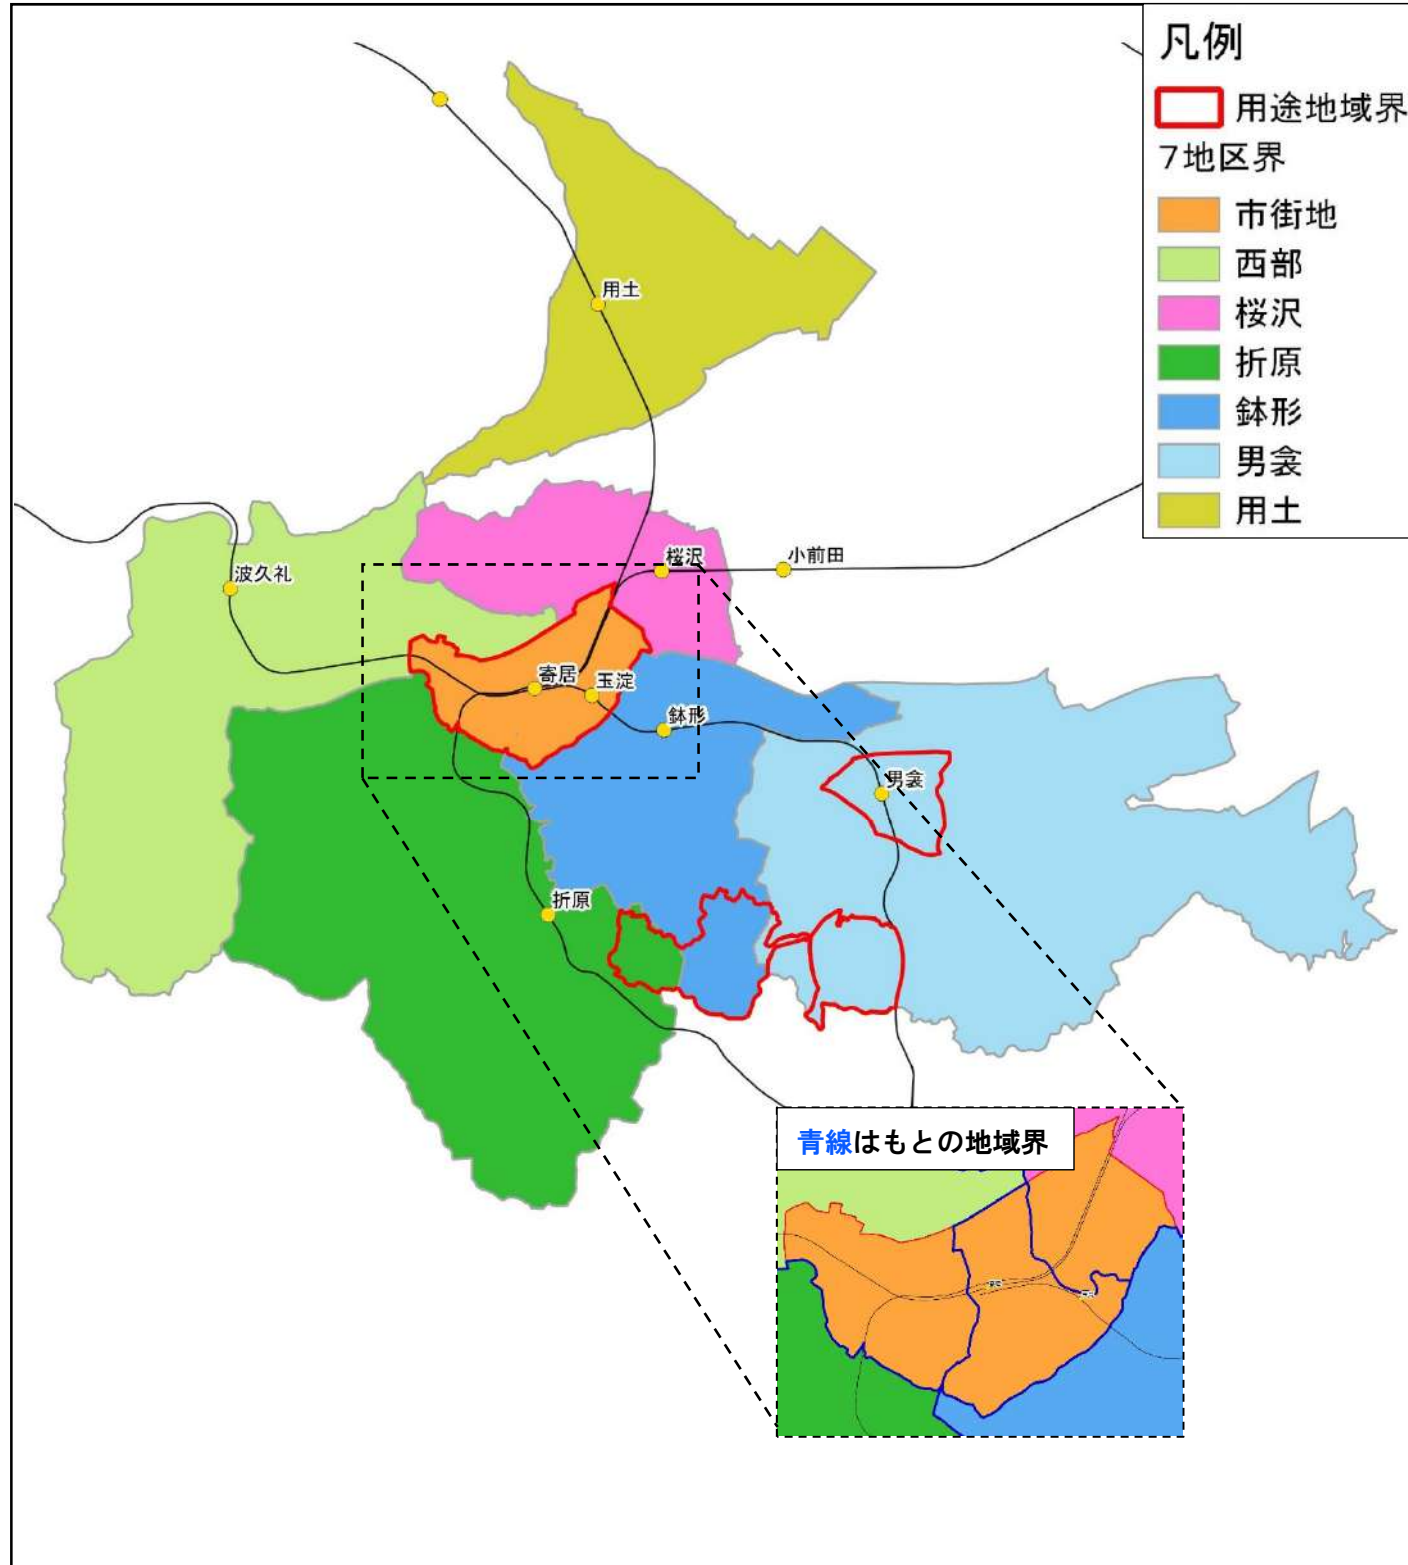 凡例
用途地域界
7地区界
市街地
西部
桜沢
折原
鉢形
男衾
用土
用土
桜沢
小前田
波久礼
寄居
玉淀
鉢形
男衾
折原
青線はもとの地域界